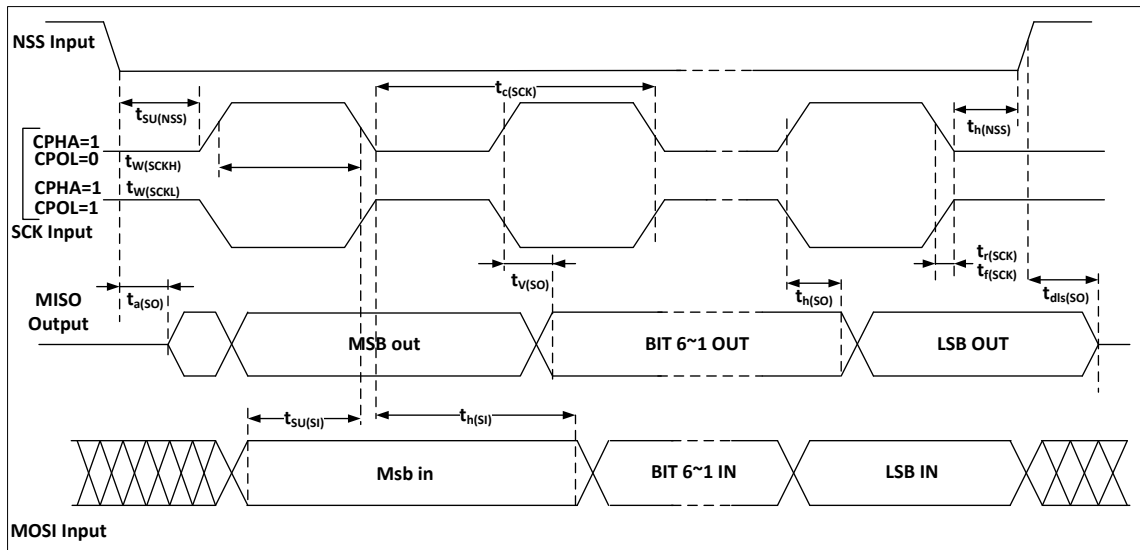 NSS Input
tc(SCK)
tSU(NSS)
th(NSS)
CPHA=1
CPOL=0
tW(SCKH)
CPHA=1
tW(SCKL)
CPOL=1
SCK Input
tr(SCK)
tf(SCK)
tV(SO)
ta(SO)
th(SO)
tdIs(SO)
MISO
Output
MSB out
BIT 6~1 OUT
LSB OUT
tSU(SI)
th(SI)
Msb in
BIT 6~1 IN
LSB IN
MOSI Input